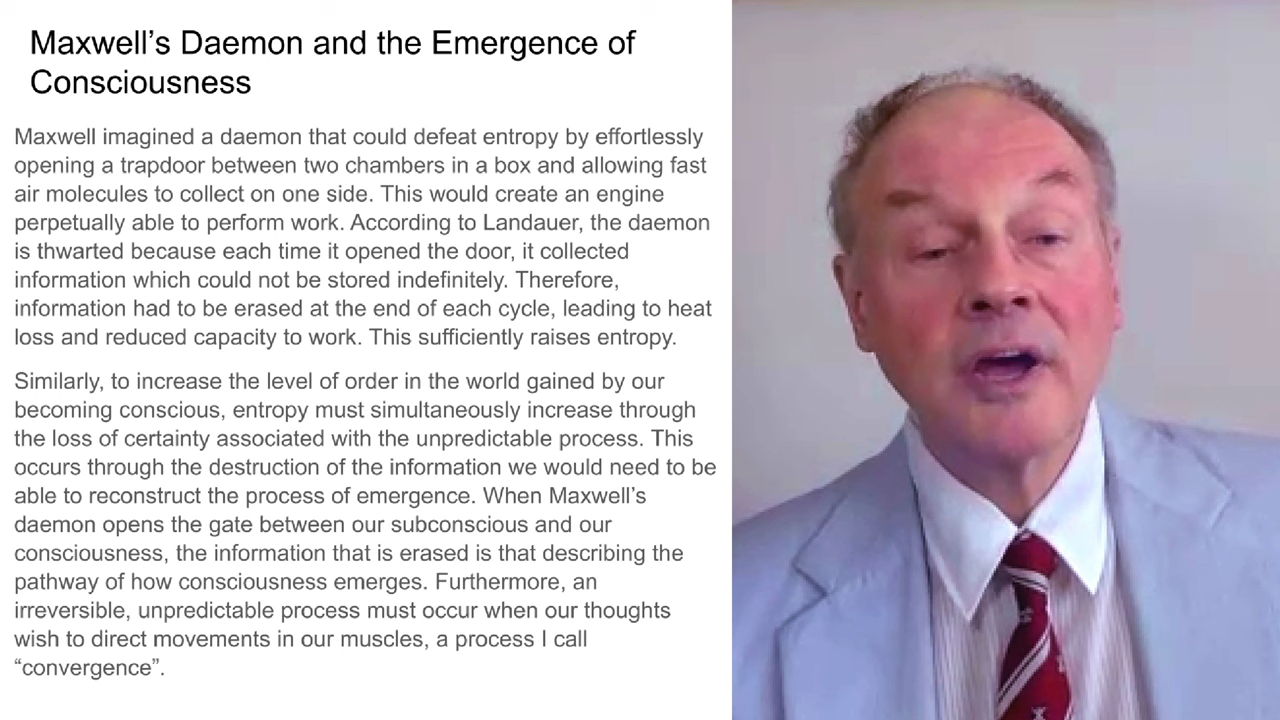 Maxwell’s Daemon and the Emergence of
Consciousness
Maxwell imagined a daemon that could defeat entropy by effortlessly
opening a trapdoor between two chambers in a box and allowing fast
air molecules to collect on one side. This would create an engine
perpetually able to perform work. According to Landauer, the daemon
is thwarted because each time it opened the door, it collected
information which could not be stored indefinitely. Therefore,
information had to be erased at the end of each cycle, leading to heat
loss and reduced capacity to work. This sufficiently raises entropy.
Similarly, to increase the level of order in the world gained by our
becoming conscious, entropy must simultaneously increase through
the loss of certainty associated with the unpredictable process. This
occurs through the destruction of the information we would need to be
able to reconstruct the process of emergence. When Maxwell’s
daemon opens the gate between our subconscious and our
consciousness, the information that is erased is that describing the
pathway of how consciousness emerges. Furthermore, an
irreversible, unpredictable process must occur when our thoughts
wish to direct movements in our muscles, a process I call
“convergence”.